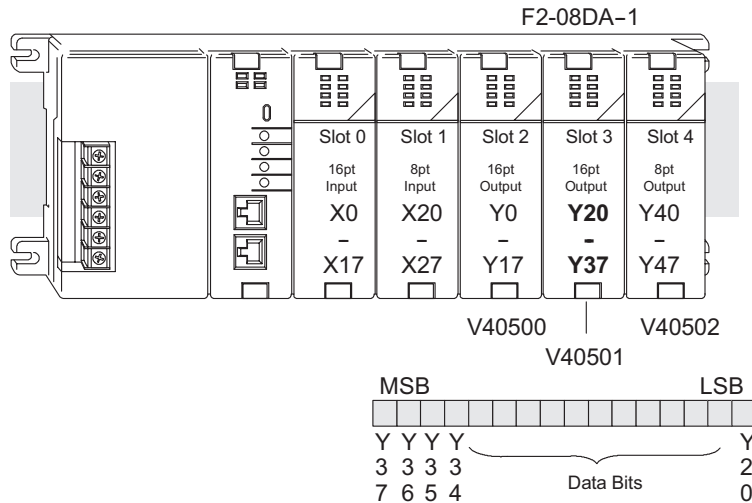 F2-08DA-1
Slot 0 Slot 1 Slot 2 Slot 3 Slot 4
16pt 8pt 16pt 16pt 8pt
Input Input Output Output Output
X0 X20 Y0 Y20 Y40
– – – – –
X17 X27 Y17 Y37 Y47
V40500 V40502
V40501
MSB LSB
Y Y Y Y Y
3 3 3 3 2
7 6 5 4 Data Bits 0